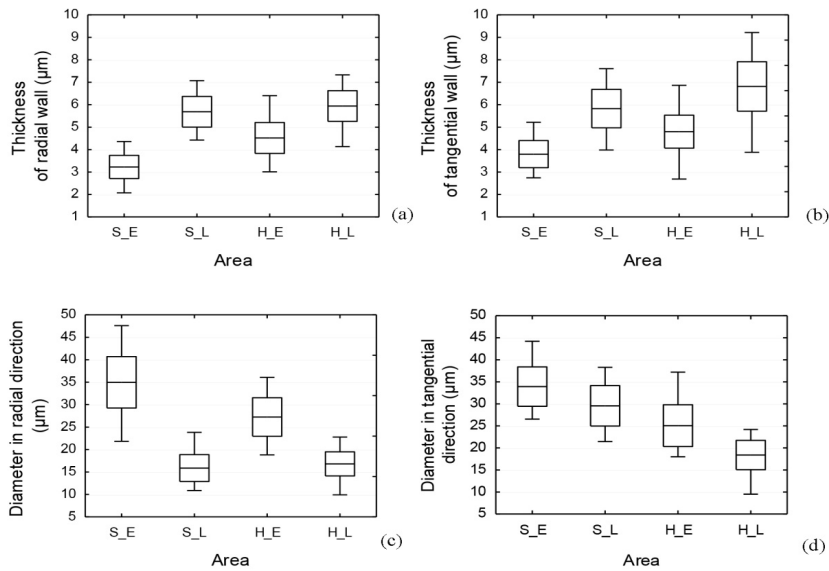 10
9
8
7
6
5
4
3
2
1
Thickness
of radial wall (µm)
S_E S_L H_E H_L
Area
(a)
10
9
8
7
6
5
4
3
2
1
Thickness
of tangential wall (µm)
S_E S_L H_E H_L
Area
(b)
50
45
40
35
30
25
20
15
10
5
Diameter in radial direction
(µm)
S_E S_L H_E H_L
Area
(c)
50
45
40
35
30
25
20
15
10
5
Diameter in tangential
direction (µm)
S_E S_L H_E H_L
Area
(d)